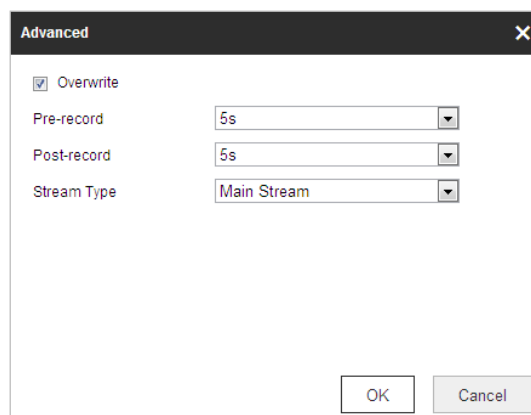 Advanced
Overwrite
Pre-record 5s
Post-record 5s
Stream Type Main Stream
OK Cancel